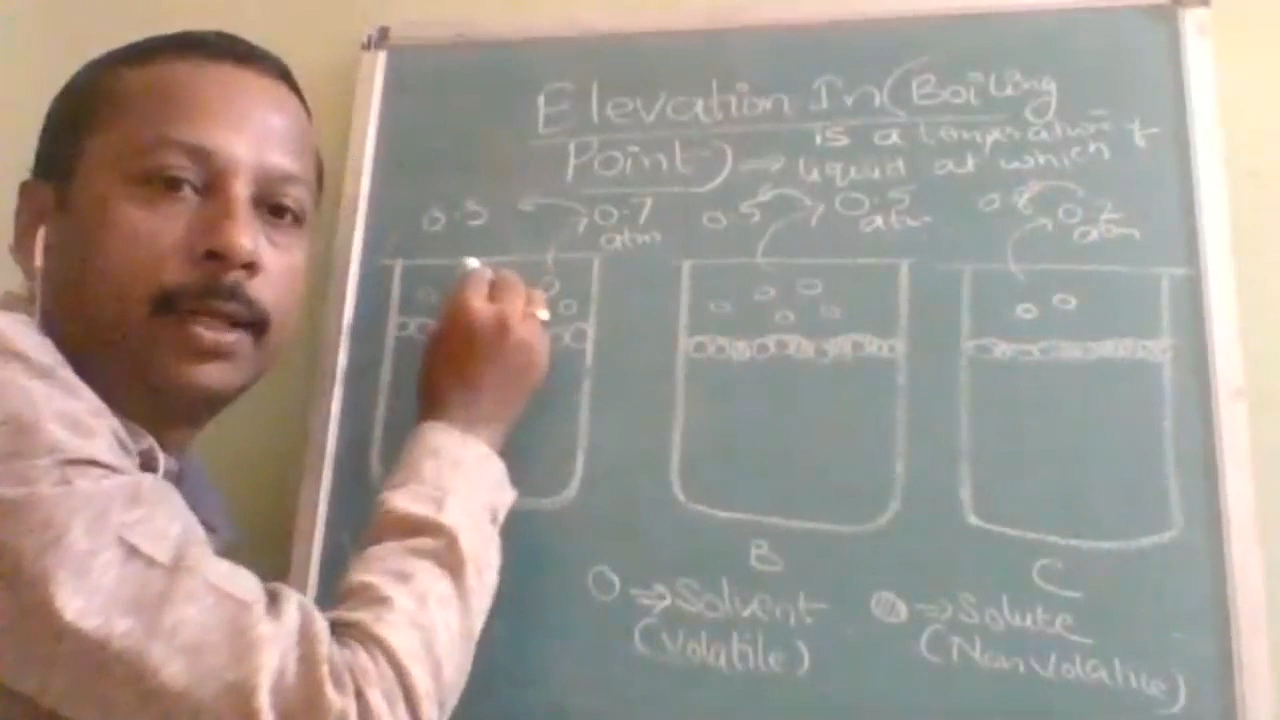 Elevation In (Boiling
Point) ⇒ is a temperature of
liquid at which
0.3 0.7 atm 0.5 0.5 atm 0.8 0.2 atm
B
C
O ⇒ Solvent
(Volatile)
⇒ Solute
(Non Volatile)